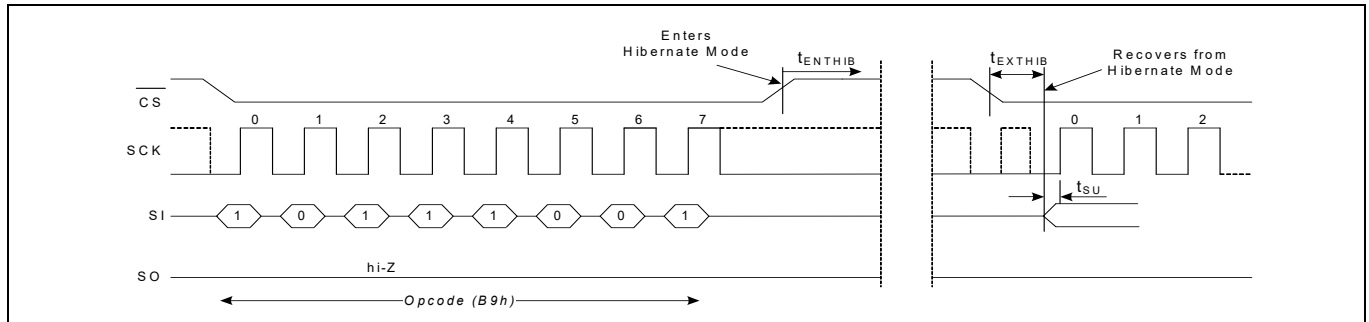 Enters
Hibernate Mode
tENTHIB
tEXTHIB
Recovers from
Hibernate Mode
CS
0 1 2 3 4 5 6 7 0 1 2
SCK
tSU
SI 1 0 1 1 1 0 0 1
hi-Z
SO
Opcode (B9h)